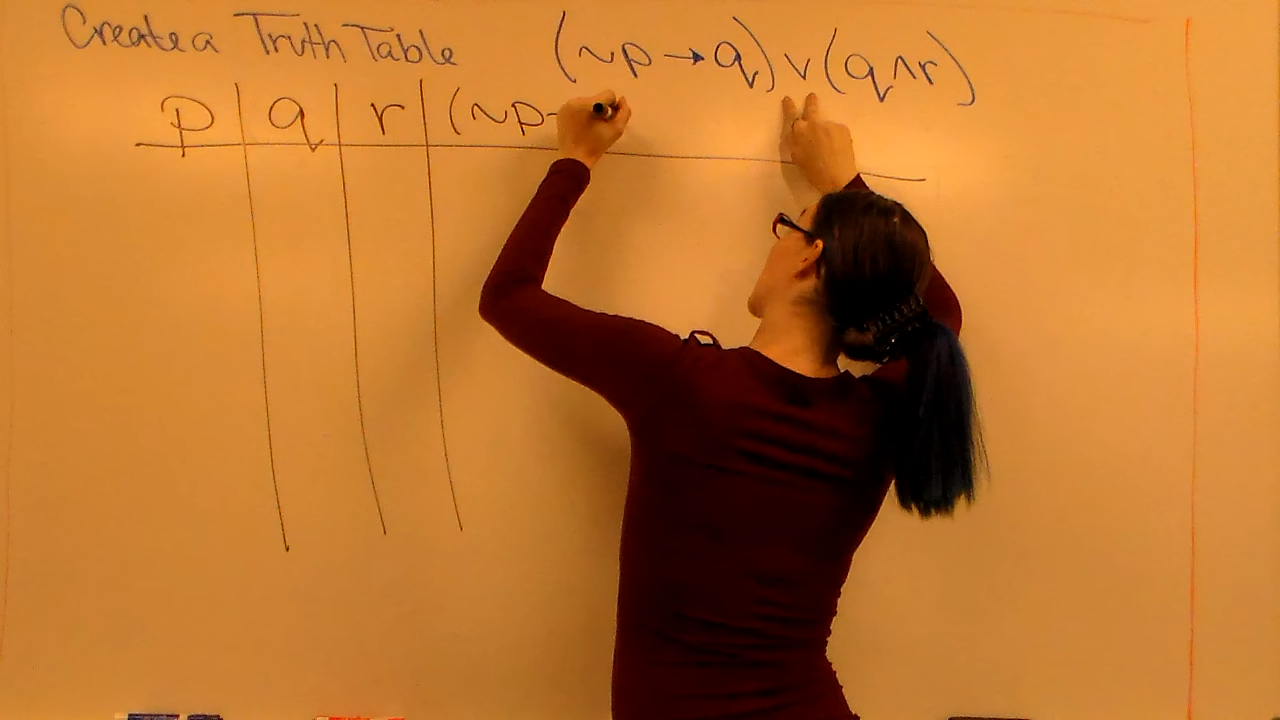 Create a Truth Table (~p→q)∨(q∧r)
p q r (~p-